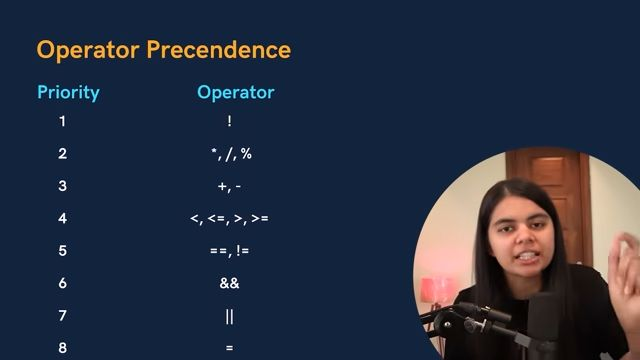 Operator Precendence
Priority Operator
1 !
2 *, /, %
3 +, -
4 <, <=, >, >=
5 ==, !=
6 &&
7 ||
8 =